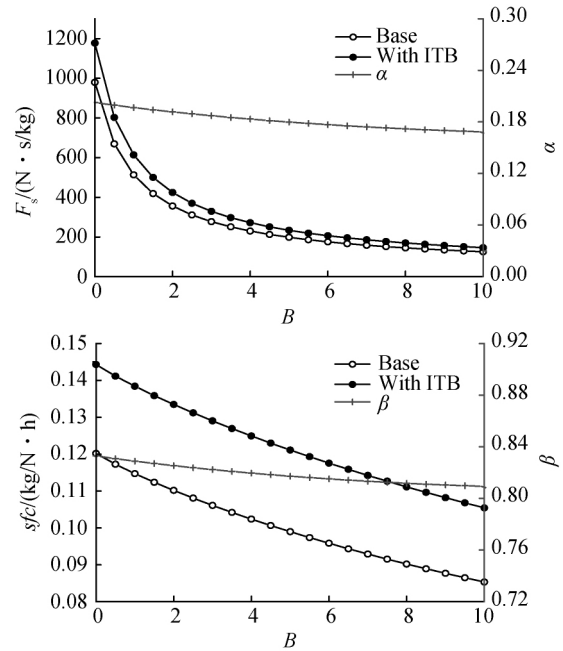 1200
1000
800
600
400
200
0
F_s/(N·s/kg)
Base
With ITB
α
0.30
0.24
0.18
0.12
0.06
0.00
α
0 2 4 6 8 10
B
0.15
0.14
0.13
0.12
0.11
0.10
0.09
0.08
sfc/(kg/N·h)
Base
With ITB
β
0.92
0.88
0.84
0.80
0.76
0.72
β
0 2 4 6 8 10
B